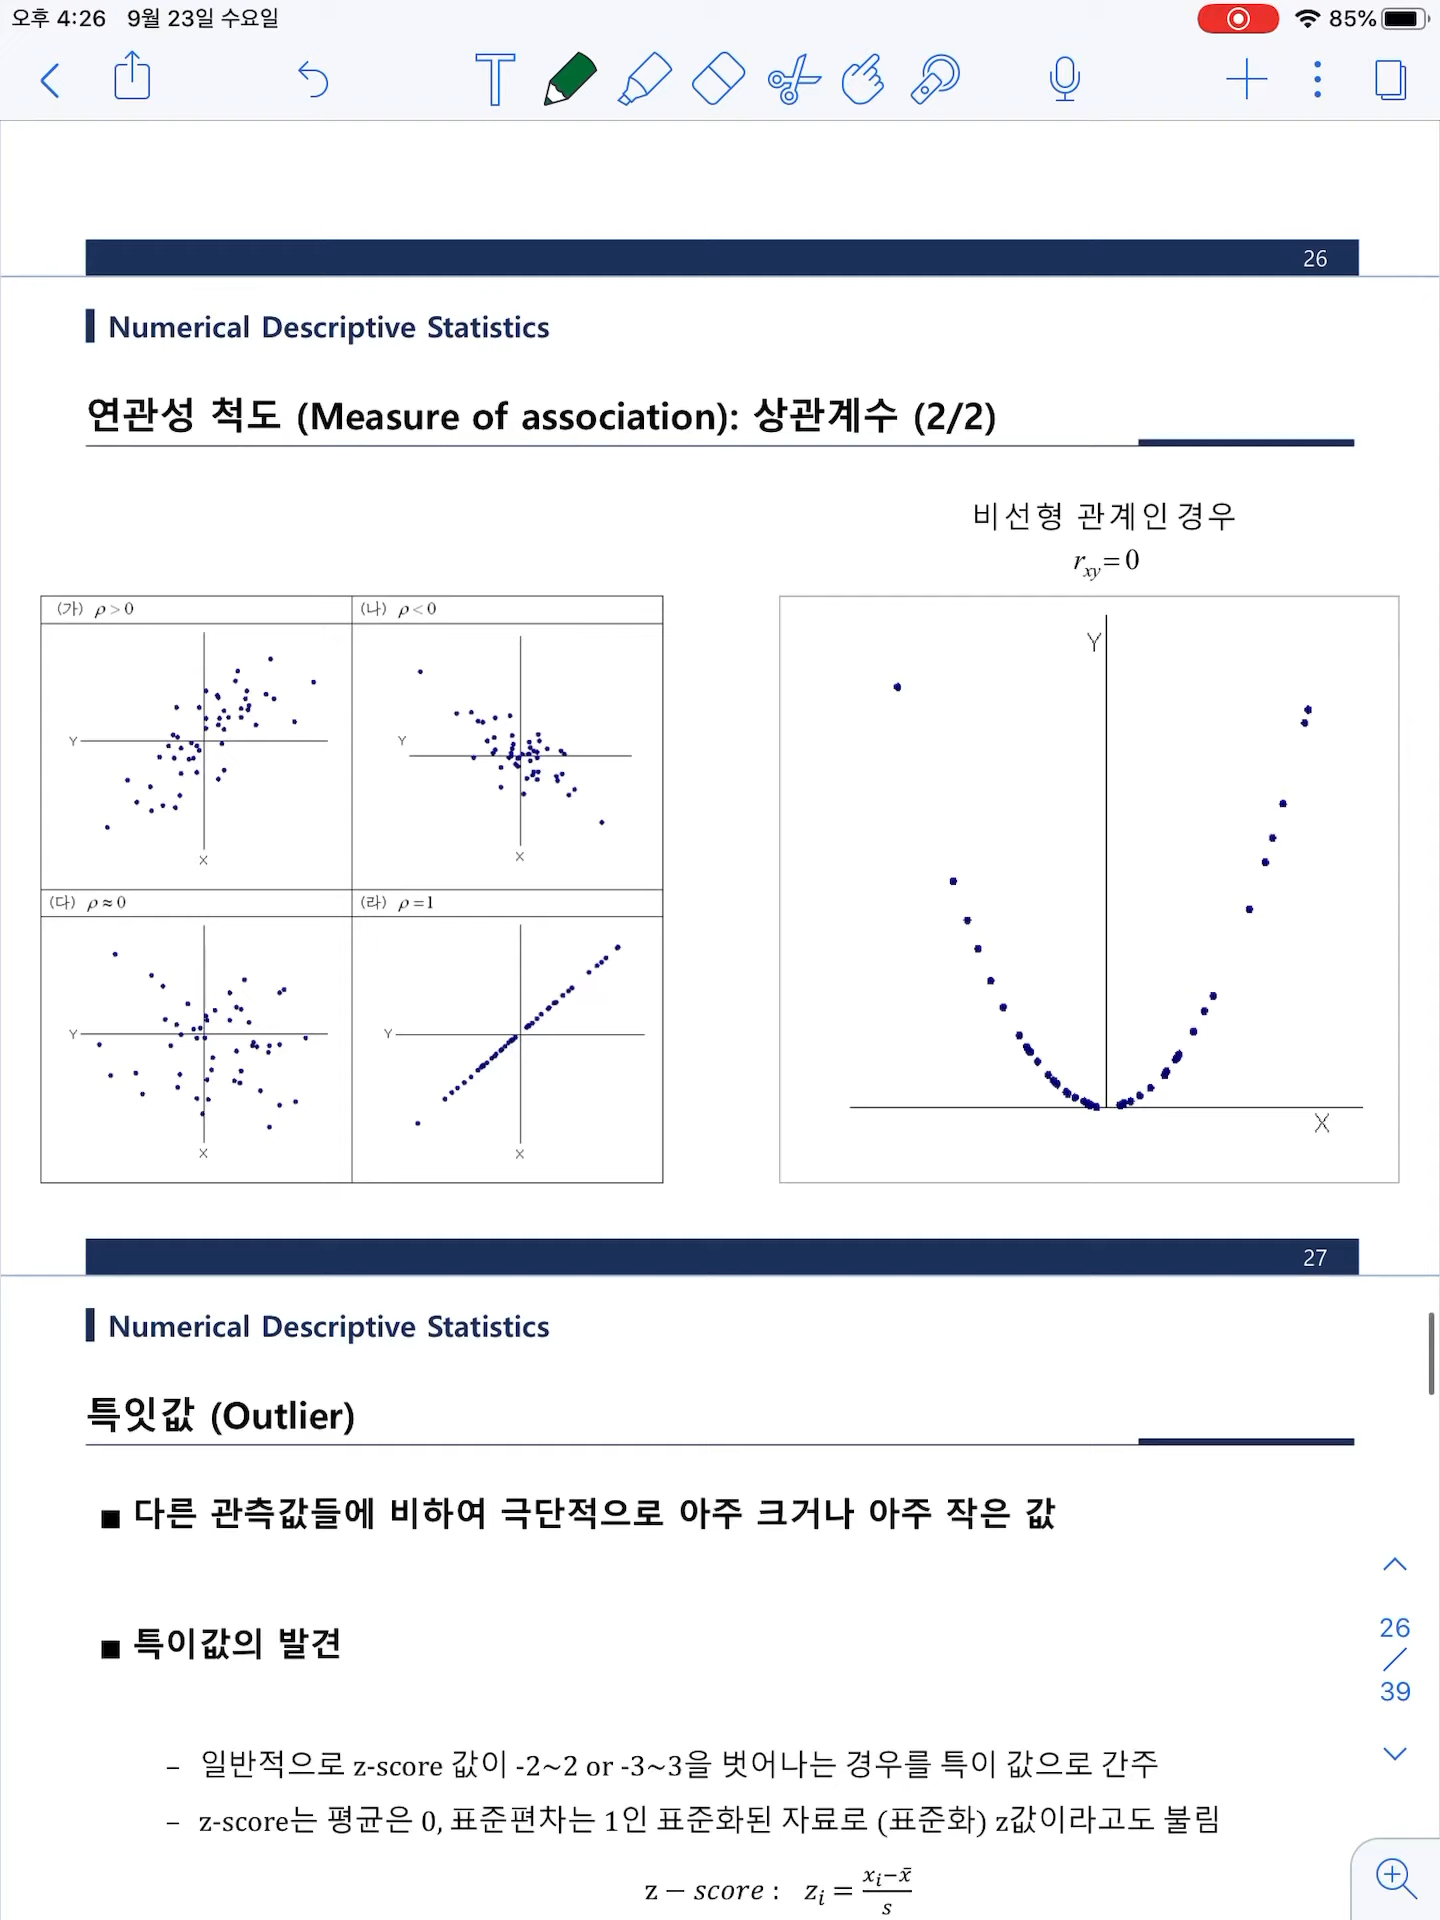 오후 4:26 9월 23일 수요일
85%
26
Numerical Descriptive Statistics
연관성 척도 (Measure of association): 상관계수 (2/2)
비선형 관계인 경우
r_xy = 0
(가) ρ > 0
(나) ρ < 0
Y
X
Y
X
(다) ρ ≈ 0
(라) ρ = 1
Y
X
Y
X
Y
X
27
Numerical Descriptive Statistics
특잇값 (Outlier)
■ 다른 관측값들에 비하여 극단적으로 아주 크거나 아주 작은 값
■ 특이값의 발견
– 일반적으로 z-score 값이 -2~2 or -3~3을 벗어나는 경우를 특이 값으로 간주
– z-score는 평균은 0, 표준편차는 1인 표준화된 자료로 (표준화) z값이라고도 불림
z − score : z_i = (x_i − x̄) / s
26
/
39